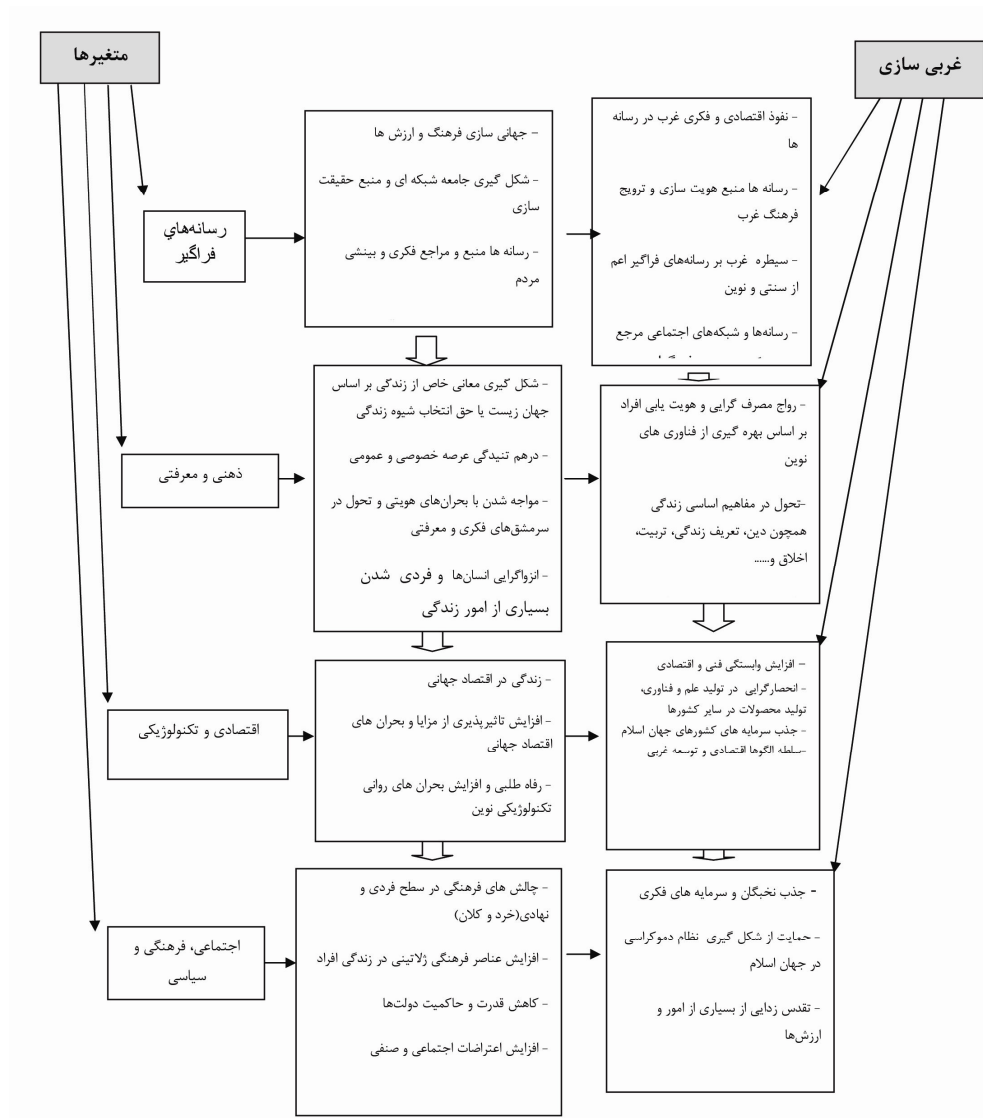 متغیرها
غربی سازی
رسانه‌هاي
فراگیر
- جهانی سازی فرهنگ و ارزش ها
- شکل گیری جامعه شبکه ای و منبع حقیقت
سازی
- رسانه ها منبع و مراجع فکری و بینشی
مردم
- نفوذ اقتصادی و فکری غرب در رسانه
ها
- رسانه ها منبع هویت سازی و ترویج
فرهنگ غرب
- سیطره غرب بر رسانه‌های فراگیر اعم
از سنتی و نوین
- رسانه‌ها و شبکه‌های اجتماعی مرجع
ذهنی و معرفتی
- شکل گیری معانی خاص از زندگی بر اساس
جهان زیست یا حق انتخاب شیوه زندگی
- درهم تنیدگی عرصه خصوصی و عمومی
- مواجه شدن با بحران‌های هویتی و تحول در
سرمشق‌های فکری و معرفتی
- انزواگرایی انسان‌ها و فردی شدن
بسیاری از امور زندگی
- رواج مصرف گرایی و هویت یابی افراد
بر اساس بهره گیری از فناوری های
نوین
-تحول در مفاهیم اساسی زندگی
همچون دین، تعریف زندگی، تربیت،
اخلاق و......
اقتصادی و تکنولوژیکی
- زندگی در اقتصاد جهانی
- افزایش تاثیرپذیری از مزایا و بحران های
اقتصاد جهانی
- رفاه طلبی و افزایش بحران های روانی
تکنولوژیکی نوین
- افزایش وابستگی فنی و اقتصادی
- انحصارگرایی در تولید علم و فناوری،
تولید محصولات در سایر کشورها
- جذب سرمایه های کشورهای جهان اسلام
-سلطه الگوها اقتصادی و توسعه غربی
اجتماعی، فرهنگی و
سیاسی
- چالش های فرهنگی در سطح فردی و
نهادی(خرد و کلان)
- افزایش عناصر فرهنگی ژلاتینی در زندگی افراد
- کاهش قدرت و حاکمیت دولت‌ها
- افزایش اعتراضات اجتماعی و صنفی
- جذب نخبگان و سرمایه های فکری
- حمایت از شکل گیری نظام دموکراسی
در جهان اسلام
- تقدس زدایی از بسیاری از امور و
ارزش‌ها